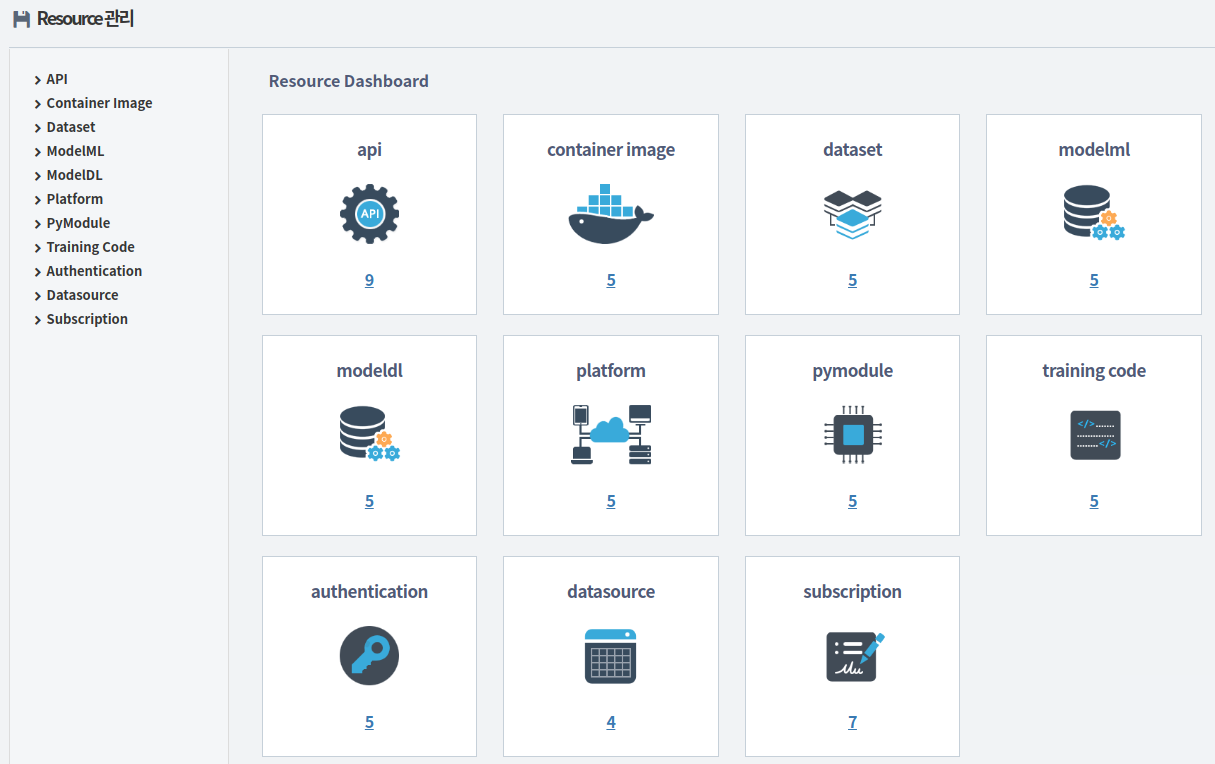 Resource 관리
API
Container Image
Dataset
ModelML
ModelDL
Platform
PyModule
Training Code
Authentication
Datasource
Subscription
Resource Dashboard
api
API
9
container image
5
dataset
5
modelml
5
modeldl
5
platform
5
pymodule
5
training code
</>
</>
5
authentication
5
datasource
4
subscription
7